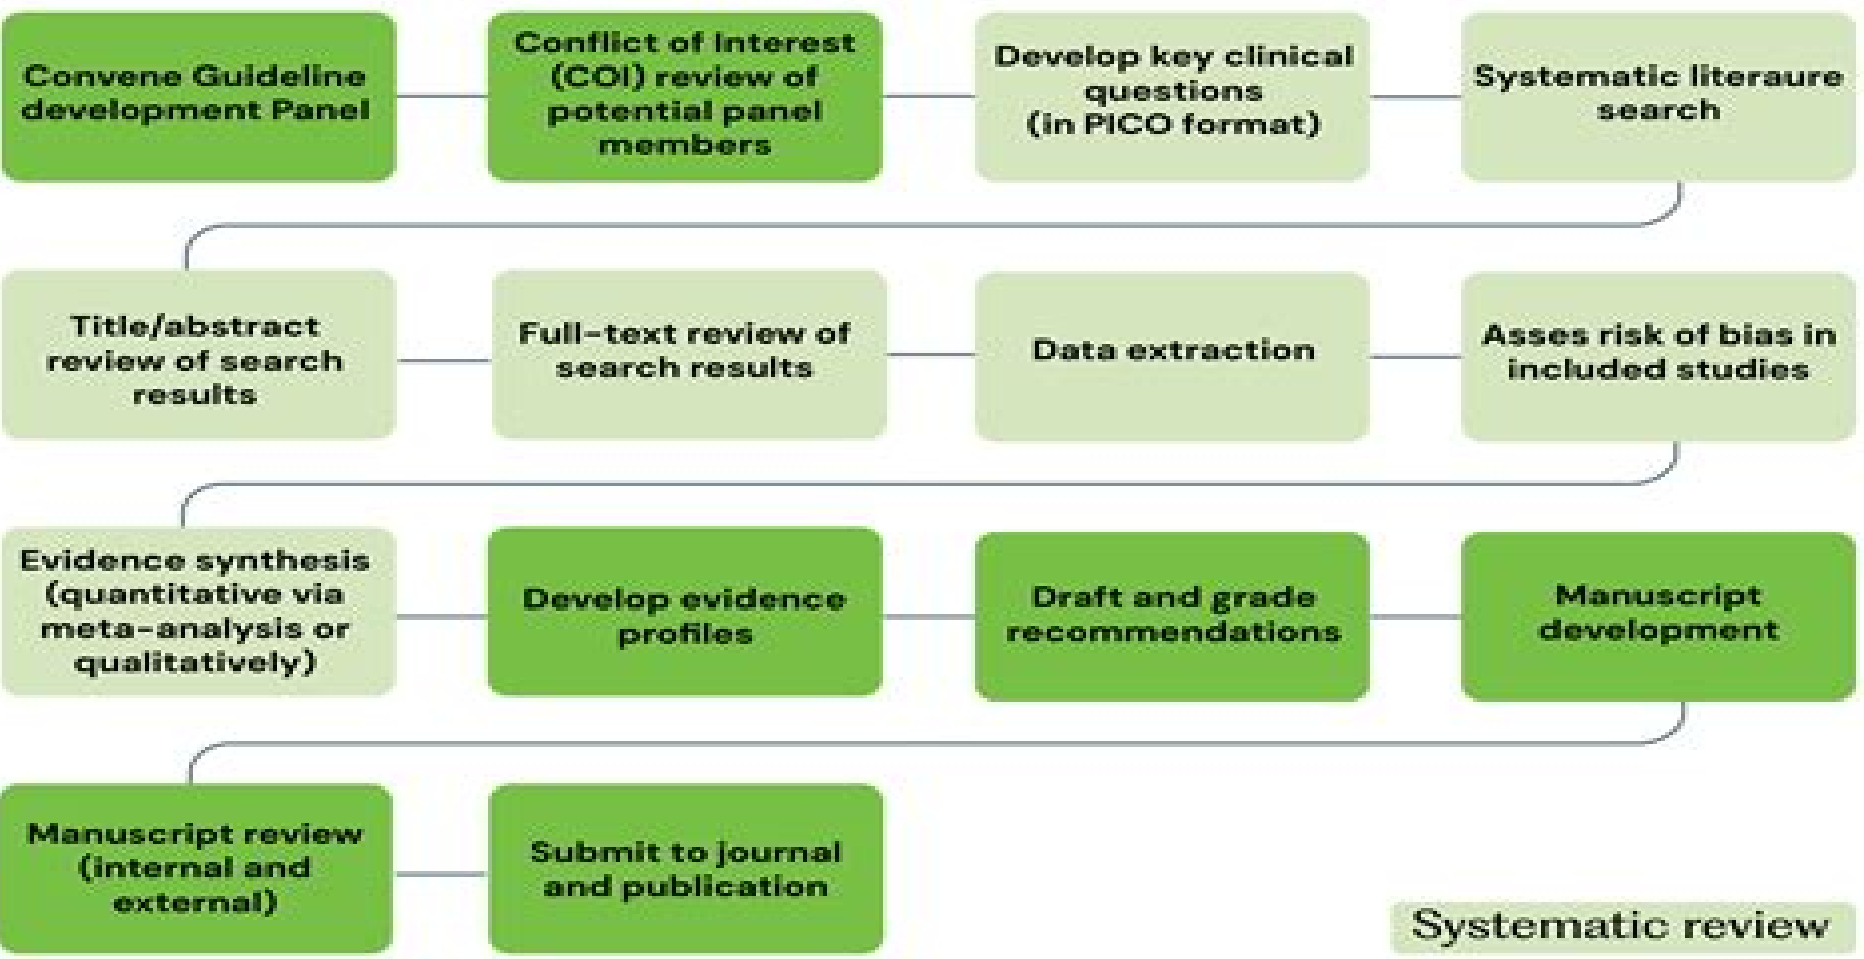 Convene Guideline
development Panel
Conflict of Interest
(COI) review of
potential panel
members
Develop key clinical
questions
(in PICO format)
Systematic literaure
search
Title/abstract
review of search
results
Full-text review of
search results
Data extraction
Asses risk of bias in
included studies
Evidence synthesis
(quantitative via
meta-analysis or
qualitatively)
Develop evidence
profiles
Draft and grade
recommendations
Manuscript
development
Manuscript review
(internal and
external)
Submit to journal
and publication
Systematic review